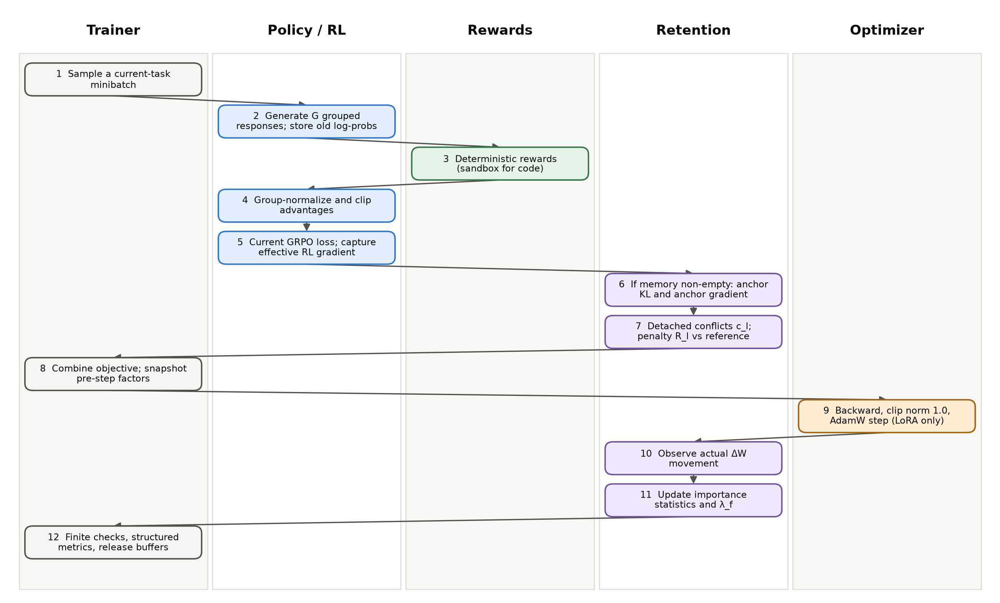 Trainer
Policy / RL
Rewards
Retention
Optimizer
1 Sample a current-task
minibatch
2 Generate G grouped
responses; store old log-probs
3 Deterministic rewards
(sandbox for code)
4 Group-normalize and clip
advantages
5 Current GRPO loss; capture
effective RL gradient
6 If memory non-empty: anchor
KL and anchor gradient
7 Detached conflicts c_l;
penalty R_l vs reference
8 Combine objective; snapshot
pre-step factors
9 Backward, clip norm 1.0,
AdamW step (LoRA only)
10 Observe actual ΔW
movement
11 Update importance
statistics and λ_f
12 Finite checks, structured
metrics, release buffers